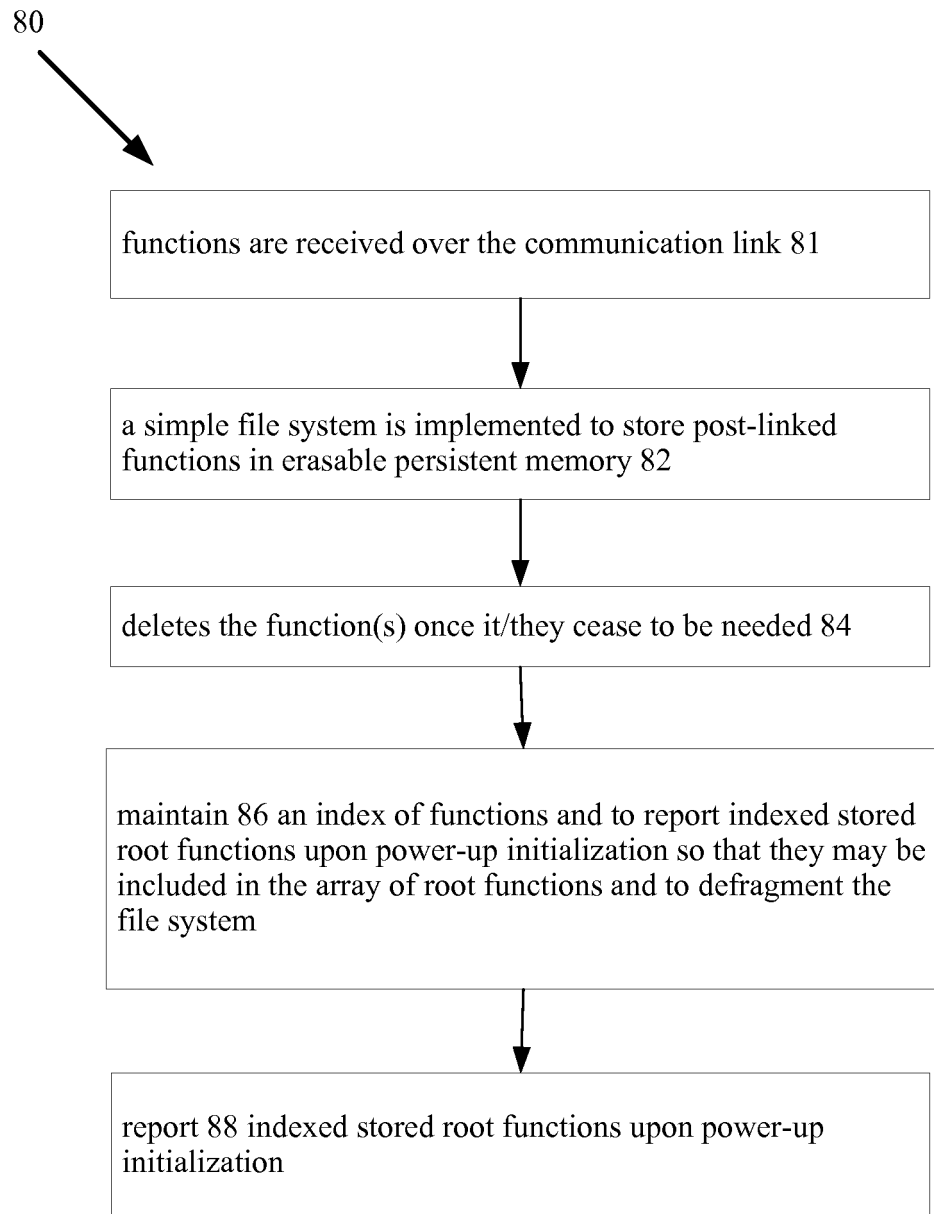 80
functions are received over the communication link 81
a simple file system is implemented to store post-linked
functions in erasable persistent memory 82
deletes the function(s) once it/they cease to be needed 84
maintain 86 an index of functions and to report indexed stored
root functions upon power-up initialization so that they may be
included in the array of root functions and to defragment the
file system
report 88 indexed stored root functions upon power-up
initialization